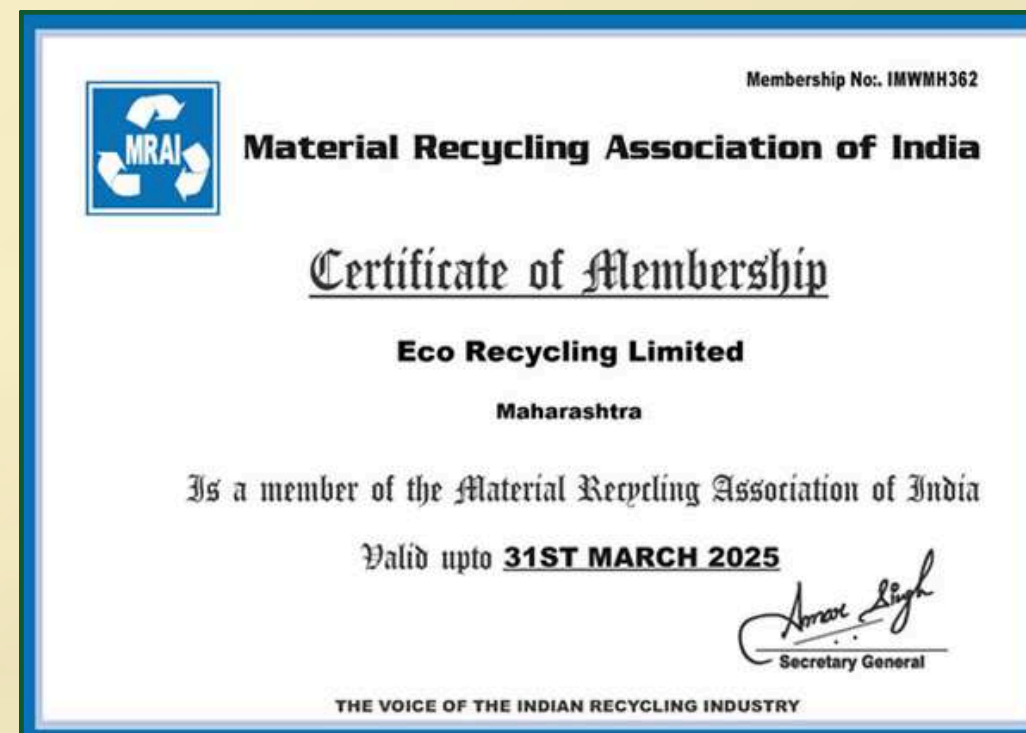 Membership No:. IMWMH362
MRAI
Material Recycling Association of India
Certificate of Membership
Eco Recycling Limited
Maharashtra
Is a member of the Material Recycling Association of India
Valid upto 31ST MARCH 2025
Amar Singh
Secretary General
THE VOICE OF THE INDIAN RECYCLING INDUSTRY